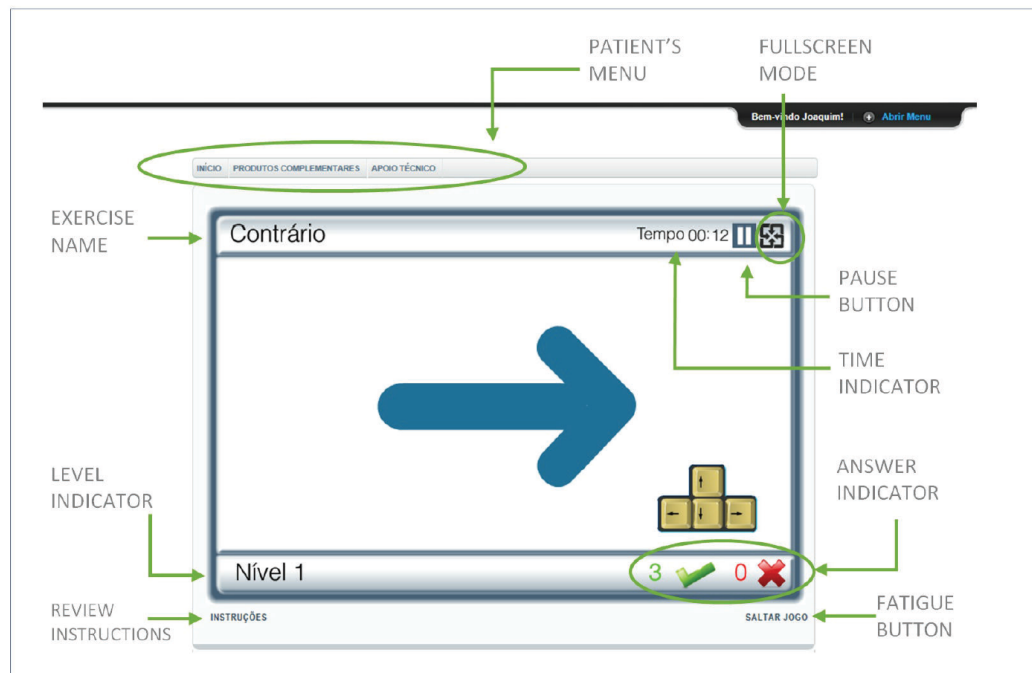 PATIENT'S
MENU
FULLSCREEN
MODE
Bem-vindo Joaquim! Abrir Menu
INÍCIO PRODUTOS COMPLEMENTARES APOIO TÉCNICO
EXERCISE
NAME
Contrário
Tempo 00:12
PAUSE
BUTTON
TIME
INDICATOR
LEVEL
INDICATOR
ANSWER
INDICATOR
Nível 1
3 0
REVIEW
INSTRUCTIONS
INSTRUÇÕES
SALTAR JOGO
FATIGUE
BUTTON